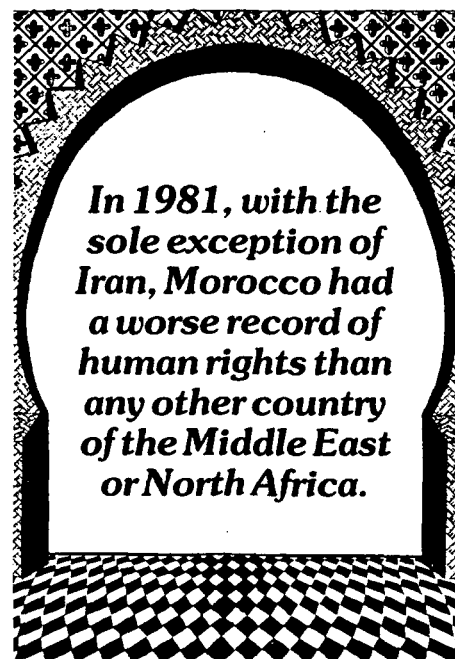 In 1981, with the
sole exception of
Iran, Morocco had
a worse record of
human rights than
any other country
of the Middle East
or North Africa.